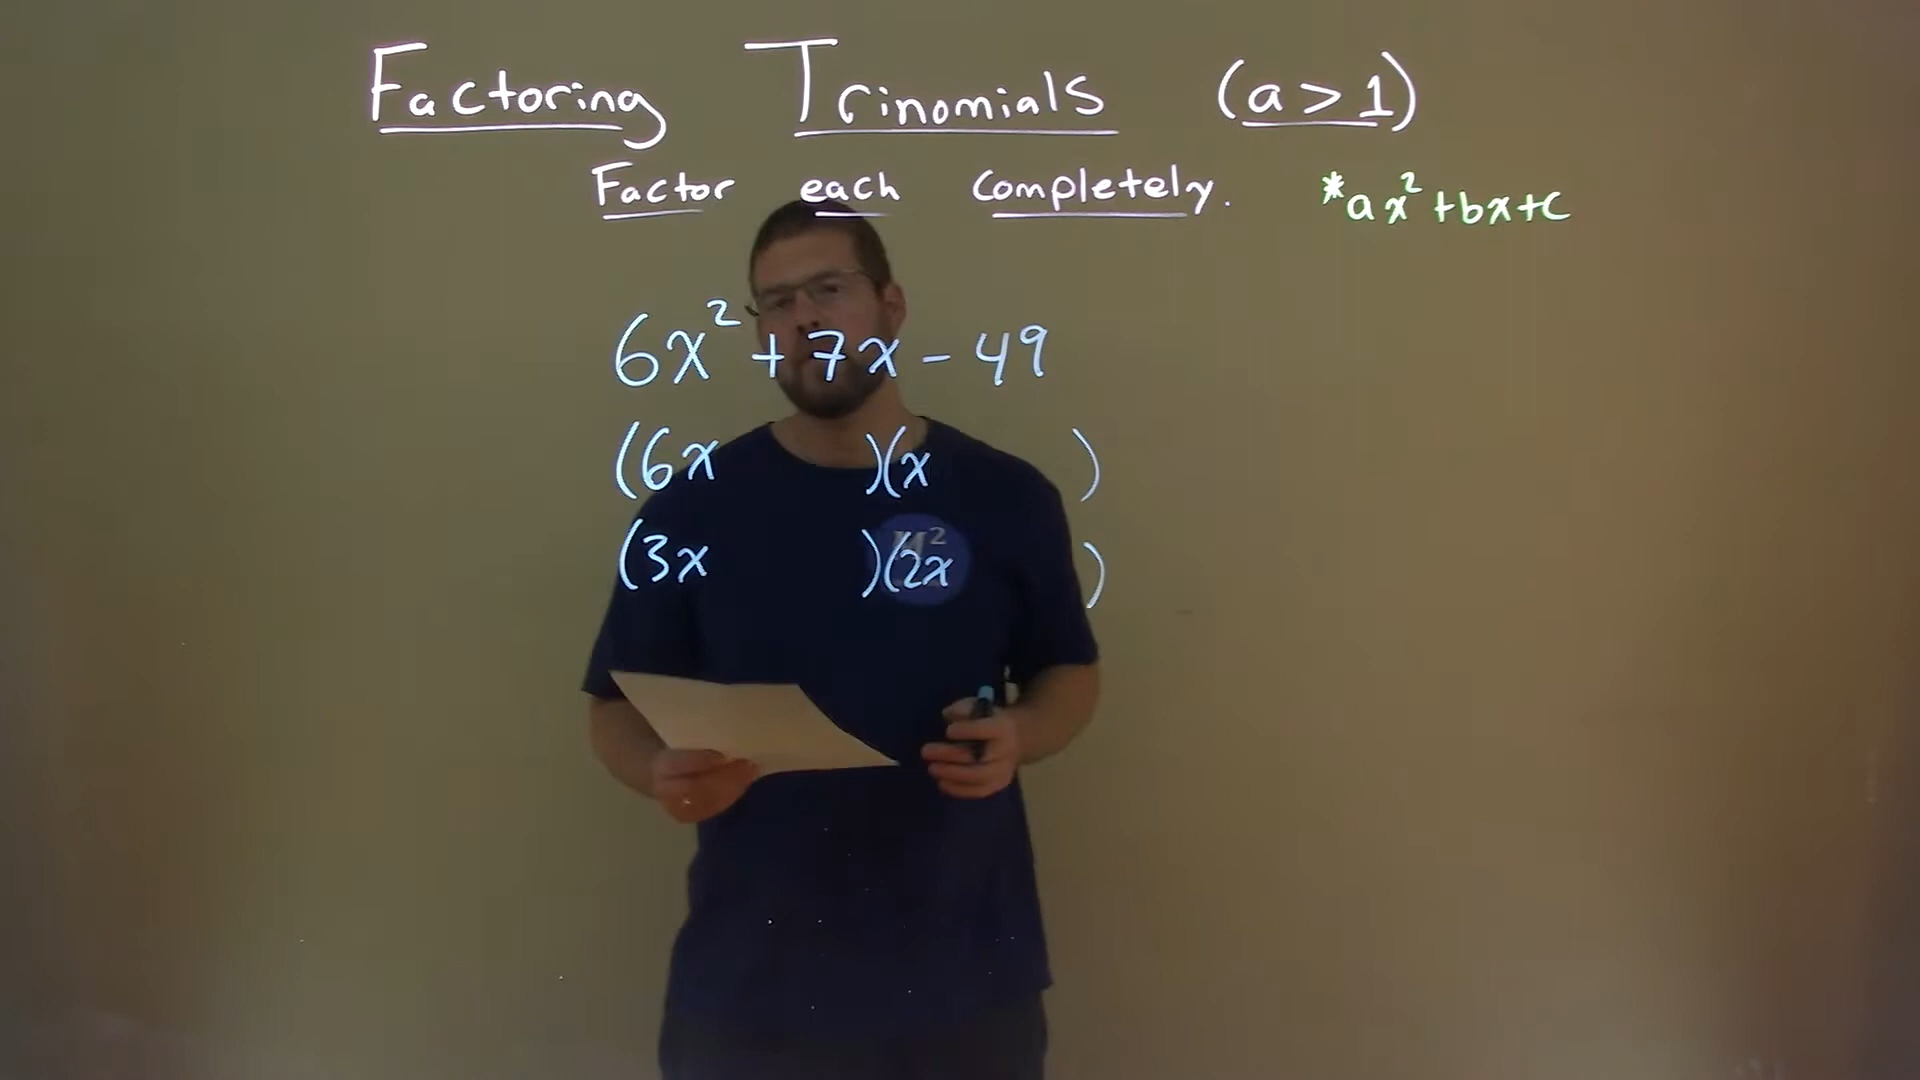 Factoring Trinomials (a > 1)
Factor each completely. *ax²+bx+c
6x² + 7x - 49
(6x )(x )
(3x )(2x )